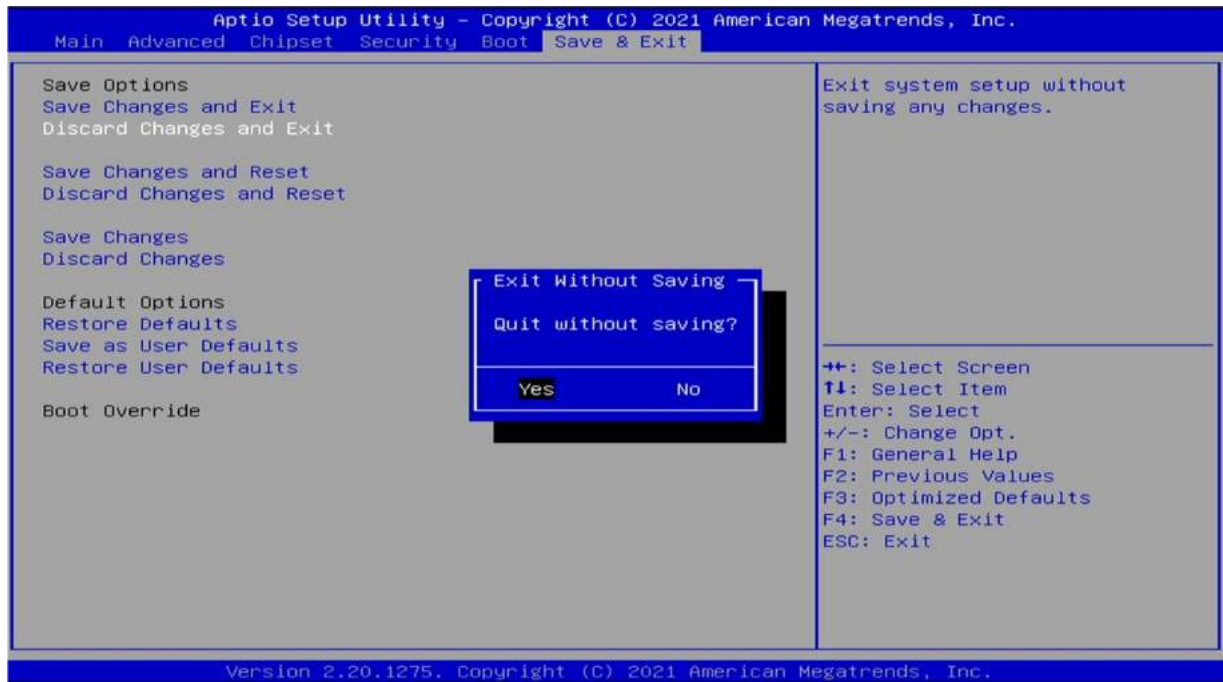 Aptio Setup Utility – Copyright (C) 2021 American Megatrends, Inc.
Main Advanced Chipset Security Boot Save & Exit
Save Options
Save Changes and Exit
Discard Changes and Exit
Save Changes and Reset
Discard Changes and Reset
Save Changes
Discard Changes
Default Options
Restore Defaults
Save as User Defaults
Restore User Defaults
Boot Override
Exit Without Saving
Quit without saving?
Yes No
Exit system setup without
saving any changes.
→←: Select Screen
↑↓: Select Item
Enter: Select
+/-: Change Opt.
F1: General Help
F2: Previous Values
F3: Optimized Defaults
F4: Save & Exit
ESC: Exit
Version 2.20.1275. Copyright (C) 2021 American Megatrends, Inc.